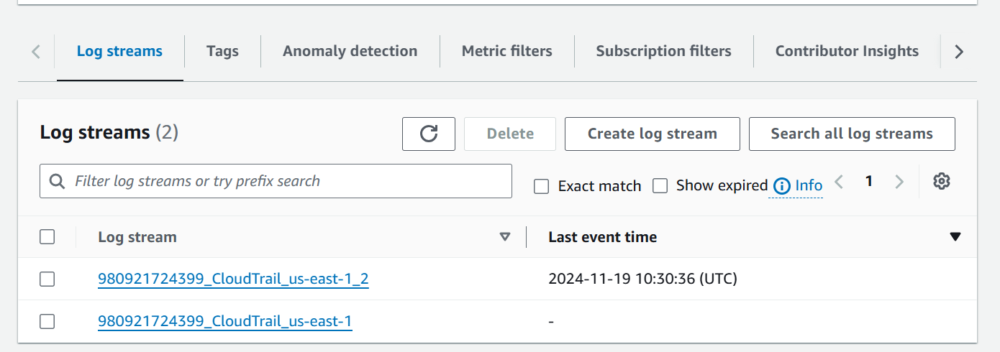 Log streams Tags Anomaly detection Metric filters Subscription filters Contributor Insights
Log streams (2) Delete Create log stream Search all log streams
Filter log streams or try prefix search Exact match Show expired Info 1
Log stream Last event time
980921724399_CloudTrail_us-east-1_2 2024-11-19 10:30:36 (UTC)
980921724399_CloudTrail_us-east-1 -